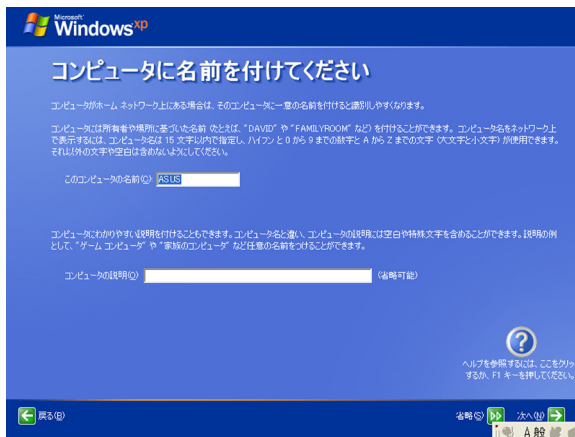 Microsoft
Windows xp
コンピュータに名前を付けてください
コンピュータがホーム ネットワーク上にある場合は、そのコンピュータに一意の名前を付けると識別しやすくなります。
コンピュータには所有者や場所に基づいた名前 (たとえば、"DAVID" や "FAMILYROOM" など) を付けることができます。コンピュータ名をネットワーク上
で表示するには、コンピュータ名は 15 文字以内で指定し、ハイフンと 0 から 9 までの数字と A から Z までの文字 (大文字と小文字) が使用できます。
それ以外の文字や空白は含めないようにしてください。
このコンピュータの名前(C): ASUS
コンピュータにわかりやすい説明を付けることもできます。コンピュータ名と違い、コンピュータの説明には空白や特殊文字を含めることができます。説明の例
として、"ゲーム コンピュータ" や "家族のコンピュータ" など任意の名前をつけることができます。
コンピュータの説明(O): (省略可能)
ヘルプを参照するには、ここをクリッ
するか、F1 キーを押してください。
戻る(B) 省略(S) 次へ(N)
A 般